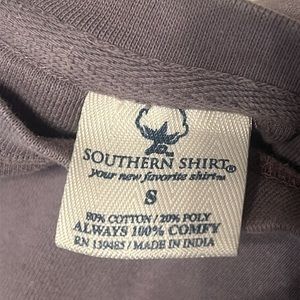 SOUTHERN SHIRT®
your new favorite shirt™
S
80% COTTON / 20% POLY
ALWAYS 100% COMFY
RN 139485 / MADE IN INDIA